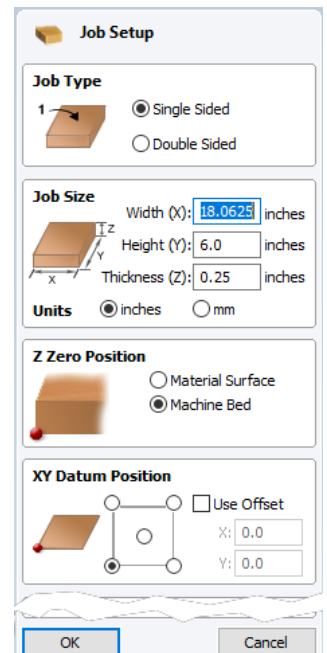 Job Setup
Job Type
1
Single Sided
Double Sided
Job Size
Width (X): 18.0625 inches
Z
Y
Height (Y): 6.0 inches
X
Thickness (Z): 0.25 inches
Units inches mm
Z Zero Position
Material Surface
Machine Bed
XY Datum Position
Use Offset
X: 0.0
Y: 0.0
OK Cancel